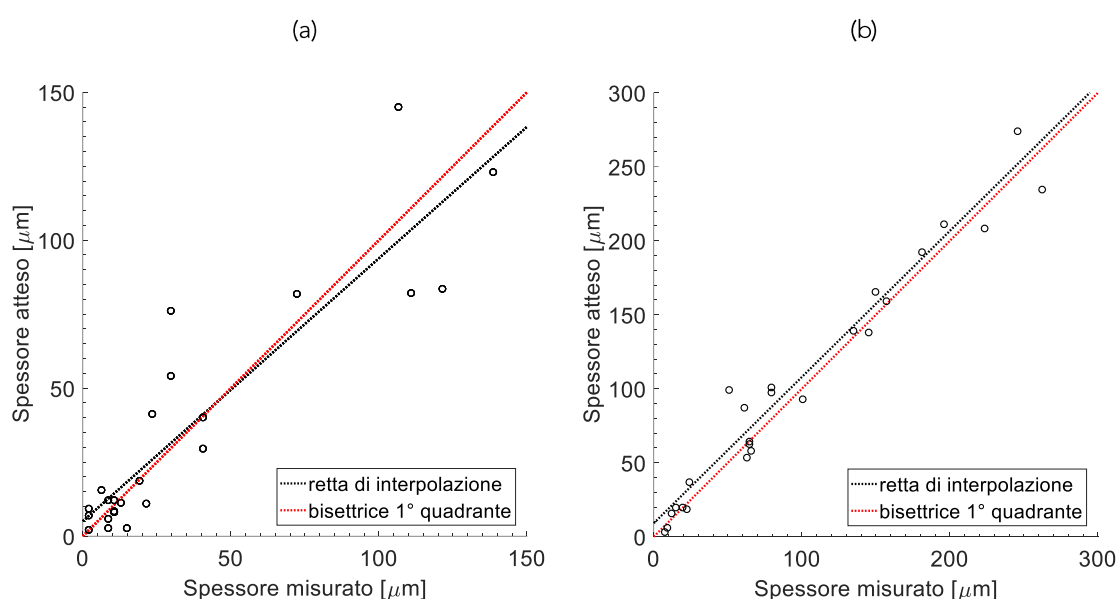 (a)
150
100
50
0
0
50
100
150
Spessore atteso [μm]
Spessore misurato [μm]
retta di interpolazione
bisettrice 1° quadrante
(b)
300
250
200
150
100
50
0
0
100
200
300
Spessore atteso [μm]
Spessore misurato [μm]
retta di interpolazione
bisettrice 1° quadrante